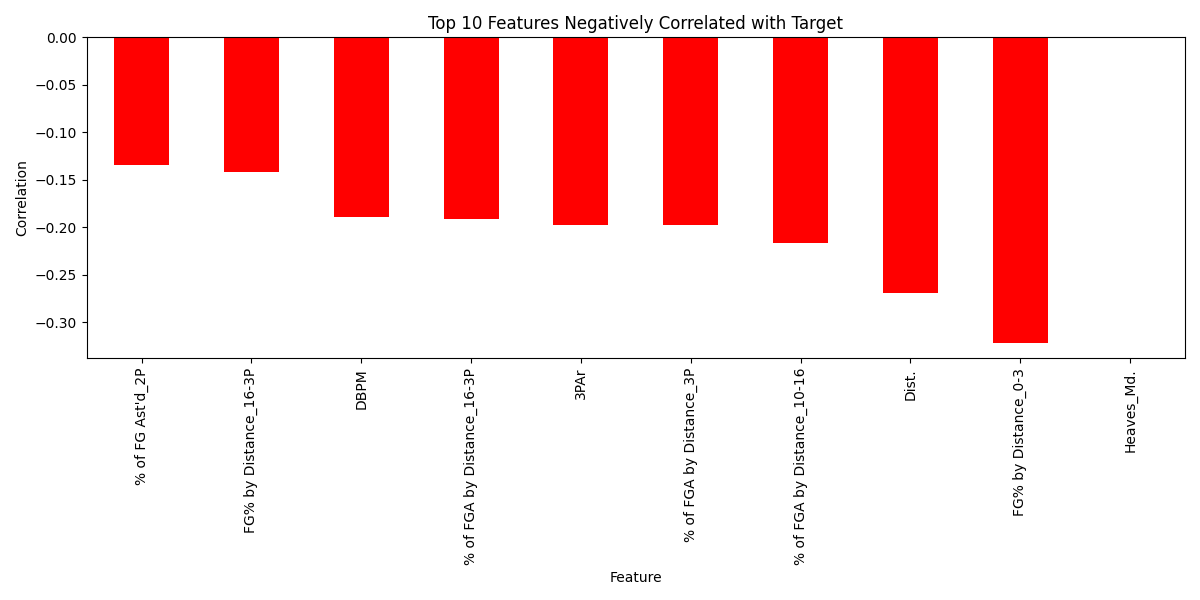 Top 10 Features Negatively Correlated with Target
Correlation
0.00
−0.05
−0.10
−0.15
−0.20
−0.25
−0.30
% of FG Ast'd_2P
FG% by Distance_16-3P
DBPM
% of FGA by Distance_16-3P
3PAr
% of FGA by Distance_3P
% of FGA by Distance_10-16
Dist.
FG% by Distance_0-3
Heaves_Md.
Feature